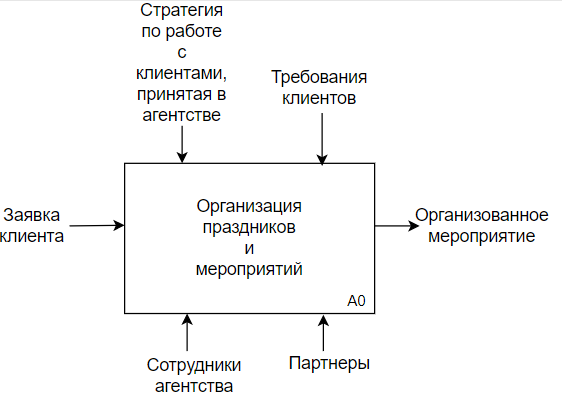 Стратегия
по работе
с
клиентами,
принятая в
агентстве
Требования
клиентов
Заявка
клиента
Организация
праздников
и
мероприятий
A0
Организованное
мероприятие
Сотрудники
агентства
Партнеры